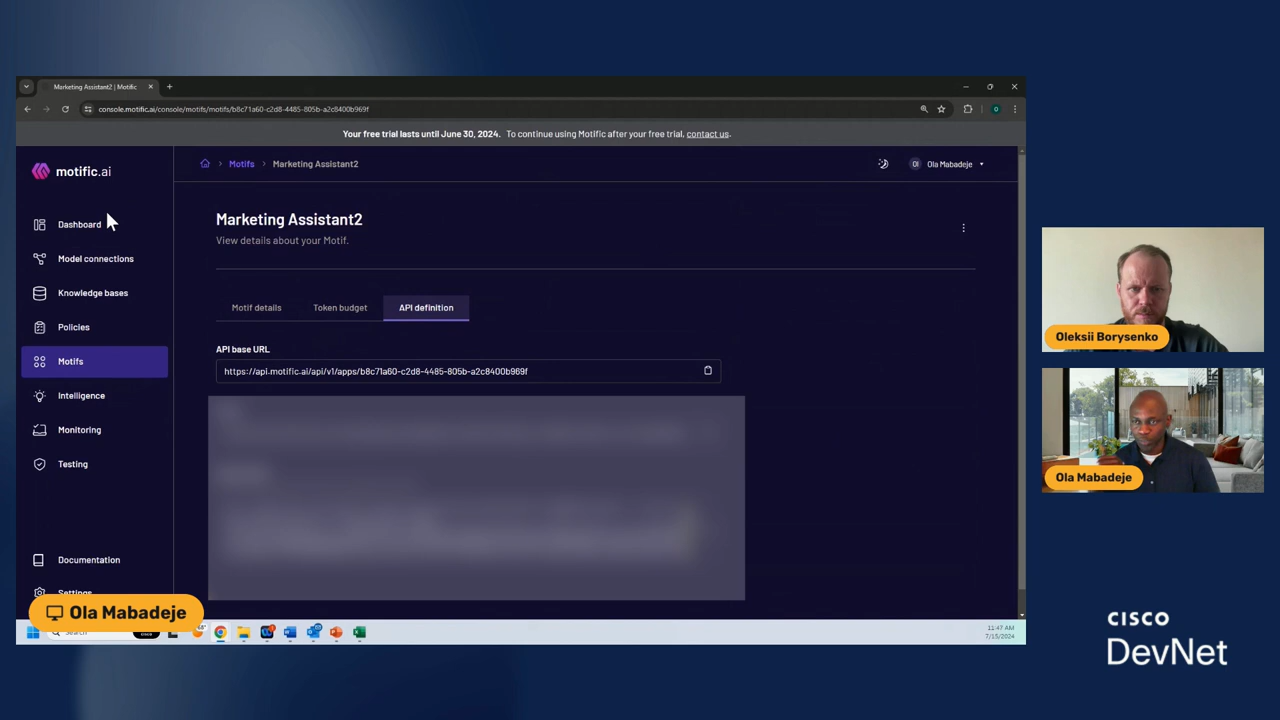 Marketing Assistant2 | Motific
console.motific.ai/console/motifs/motifs/b8c71a60-c2d8-4485-805b-a2c8400b969f
Your free trial lasts until June 30, 2024. To continue using Motific after your free trial, contact us.
motific.ai
Motifs > Marketing Assistant2
Ol Ola Mabadeje
Dashboard
Model connections
Knowledge bases
Policies
Motifs
Intelligence
Monitoring
Testing
Documentation
Settings
Marketing Assistant2
View details about your Motif.
Motif details
Token budget
API definition
API base URL
https://api.motific.ai/api/v1/apps/b8c71a60-c2d8-4485-805b-a2c8400b969f
Oleksii Borysenko
Ola Mabadeje
Ola Mabadeje
Search
11:47 AM
7/15/2024
CISCO
DevNet